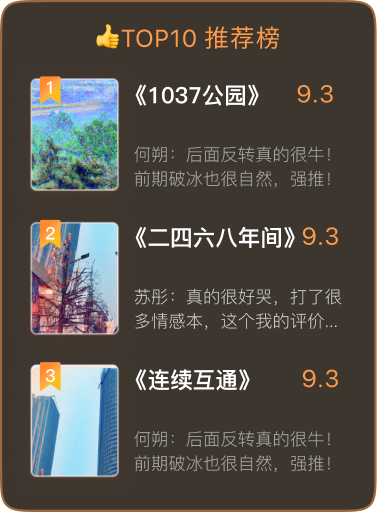 👍TOP10 推荐榜
1
《1037公园》 9.3
何朔：后面反转真的很牛！
前期破冰也很自然，强推！
2
《二四六八年间》9.3
苏彤：真的很好哭，打了很
多情感本，这个我的评价...
3
《连续互通》 9.3
何朔：后面反转真的很牛！
前期破冰也很自然，强推！